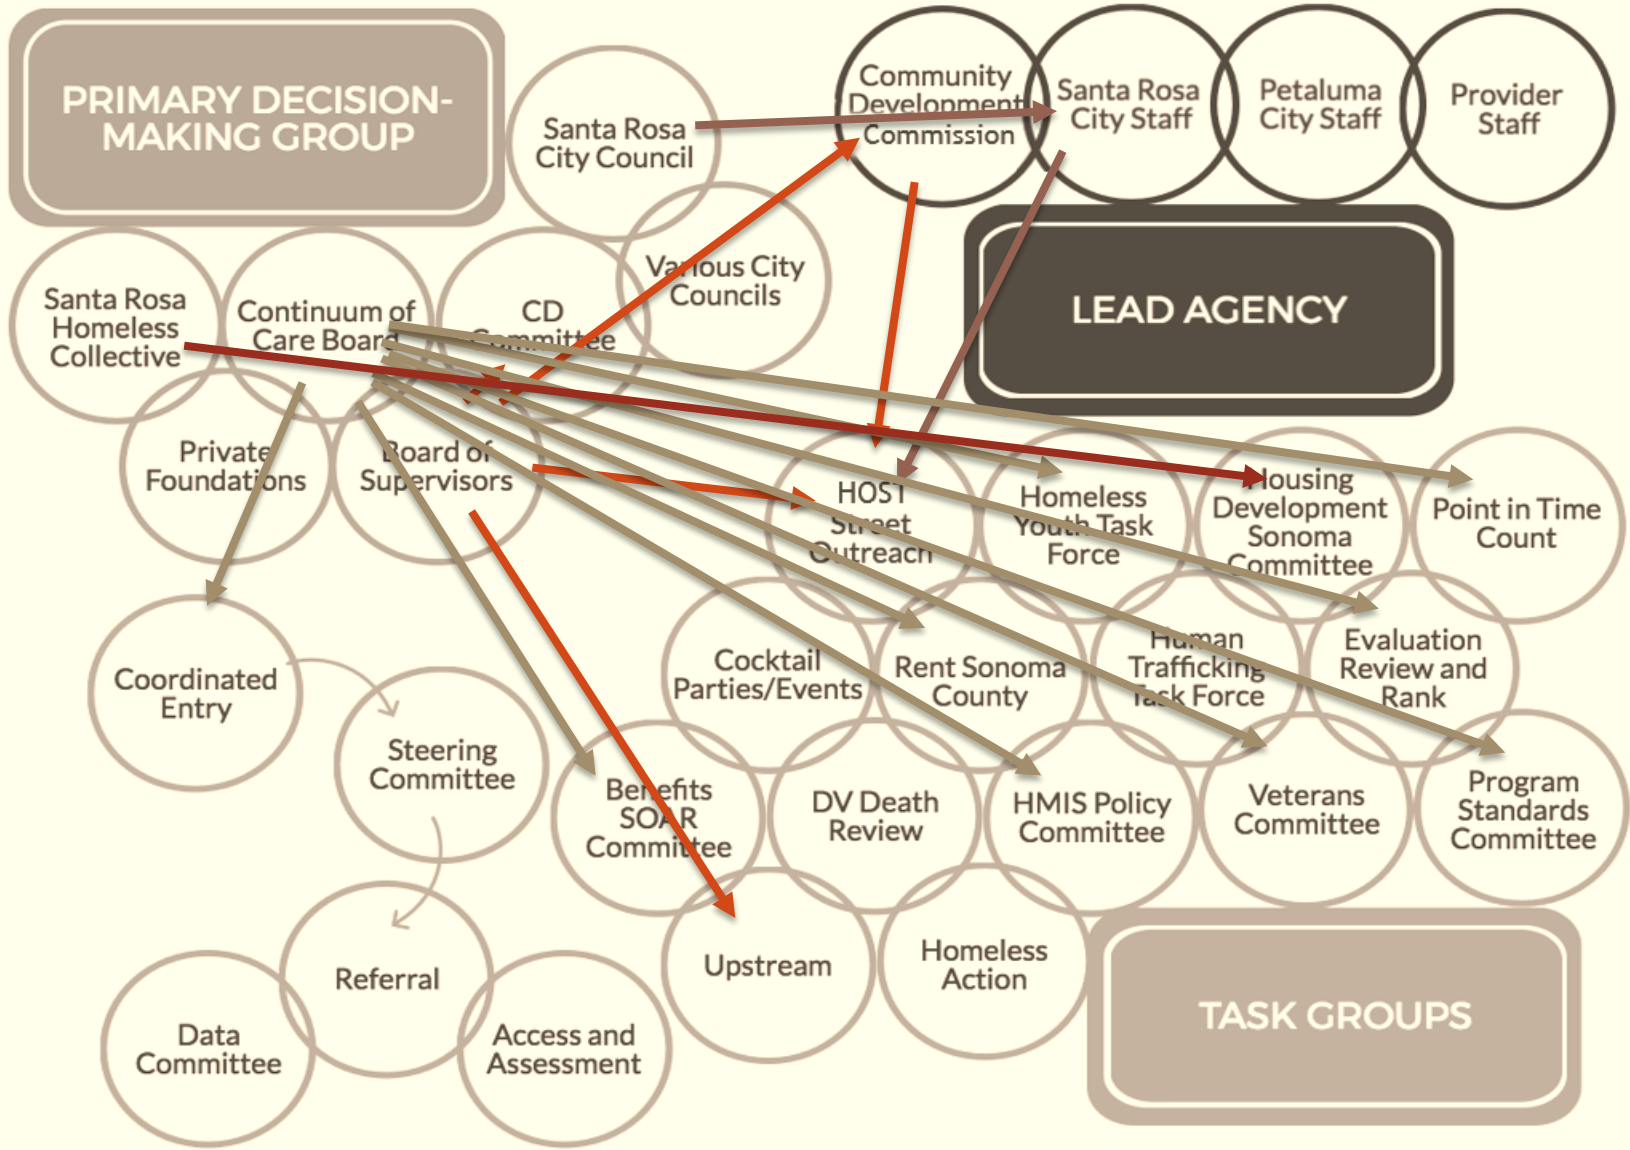 PRIMARY DECISION-
MAKING GROUP
Santa Rosa
City Council
Community
Development
Commission
Santa Rosa
City Staff
Petaluma
City Staff
Provider
Staff
Various City
Councils
LEAD AGENCY
Santa Rosa
Homeless
Collective
Continuum of
Care Board
CD
Committee
Private
Foundations
Board of
Supervisors
HOST
Street
Outreach
Homeless
Youth Task
Force
Housing
Development
Sonoma
Committee
Point in Time
Count
Coordinated
Entry
Steering
Committee
Cocktail
Parties/Events
Rent Sonoma
County
Human
Trafficking
Task Force
Evaluation
Review and
Rank
Benefits
SOAR
Committee
DV Death
Review
HMIS Policy
Committee
Veterans
Committee
Program
Standards
Committee
Referral
Data
Committee
Access and
Assessment
Upstream
Homeless
Action
TASK GROUPS